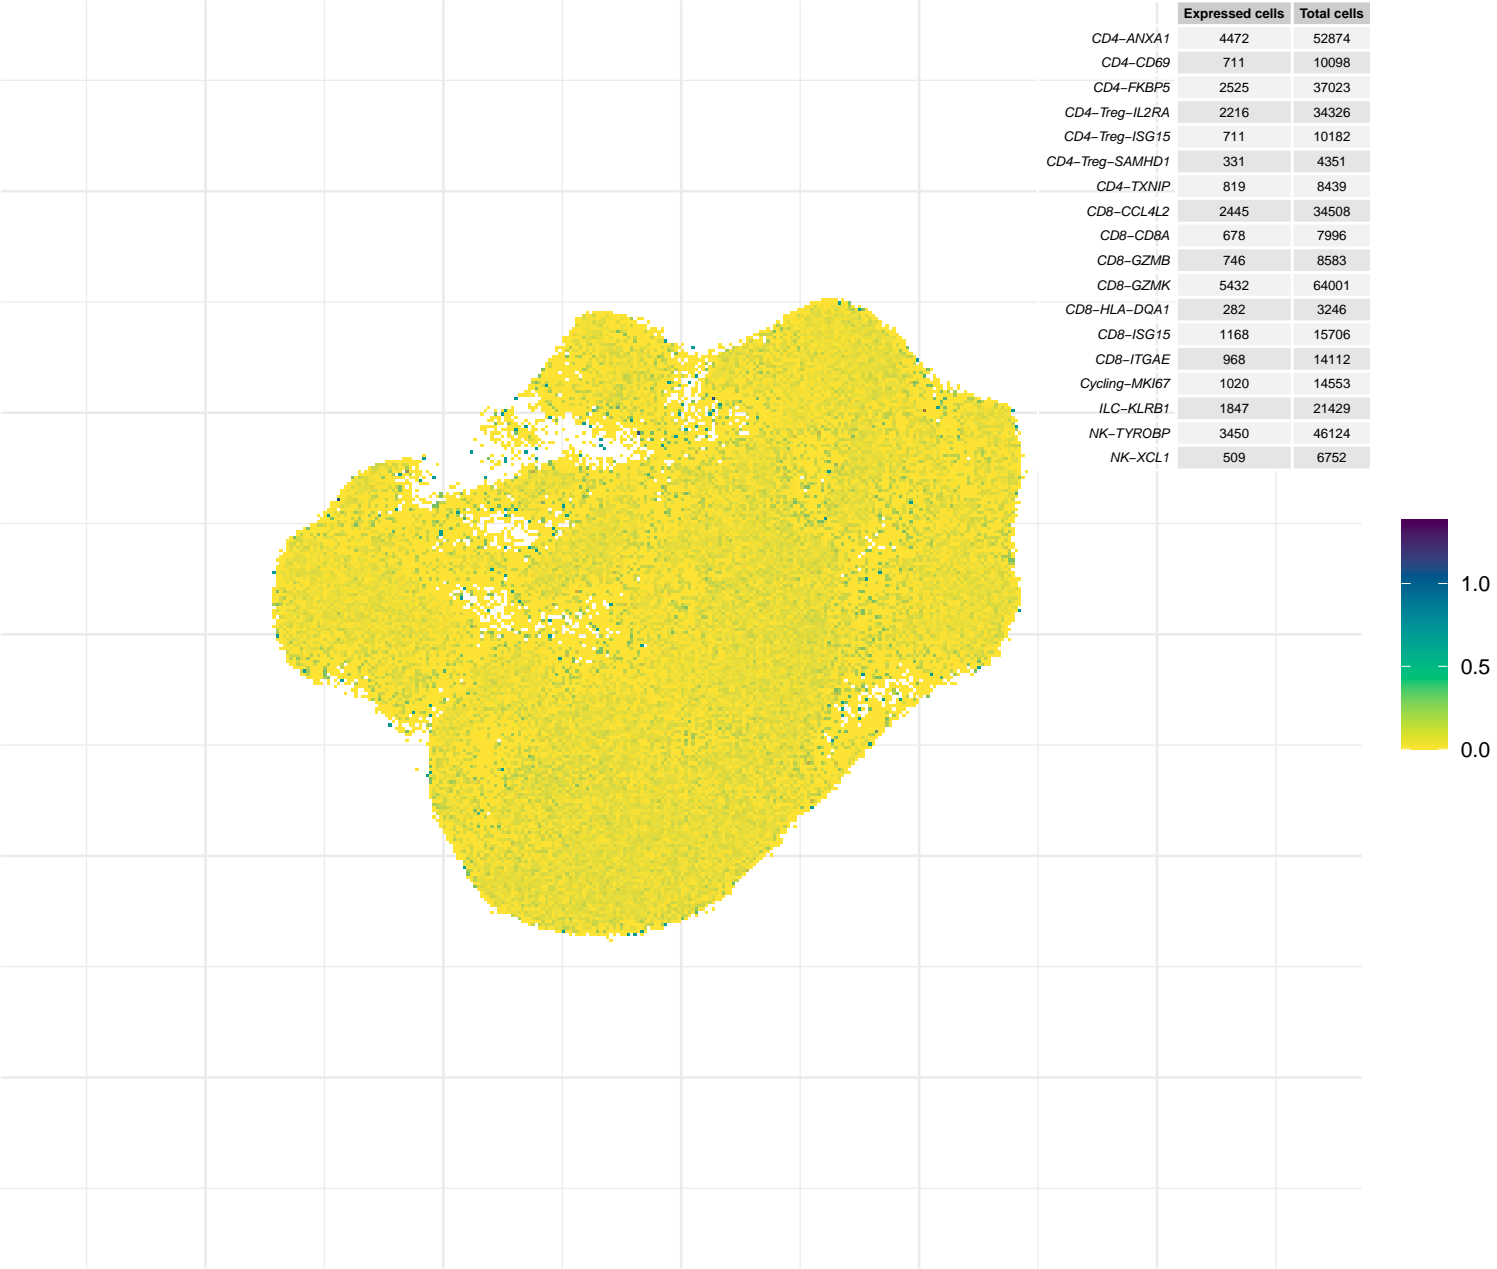 Expressed cells Total cells
CD4−ANXA1 4472 52874
CD4−CD69 711 10098
CD4−FKBP5 2525 37023
CD4−Treg−IL2RA 2216 34326
CD4−Treg−ISG15 711 10182
CD4−Treg−SAMHD1 331 4351
CD4−TXNIP 819 8439
CD8−CCL4L2 2445 34508
CD8−CD8A 678 7996
CD8−GZMB 746 8583
CD8−GZMK 5432 64001
CD8−HLA−DQA1 282 3246
CD8−ISG15 1168 15706
CD8−ITGAE 968 14112
Cycling−MKI67 1020 14553
ILC−KLRB1 1847 21429
NK−TYROBP 3450 46124
NK−XCL1 509 6752
1.0
0.5
0.0